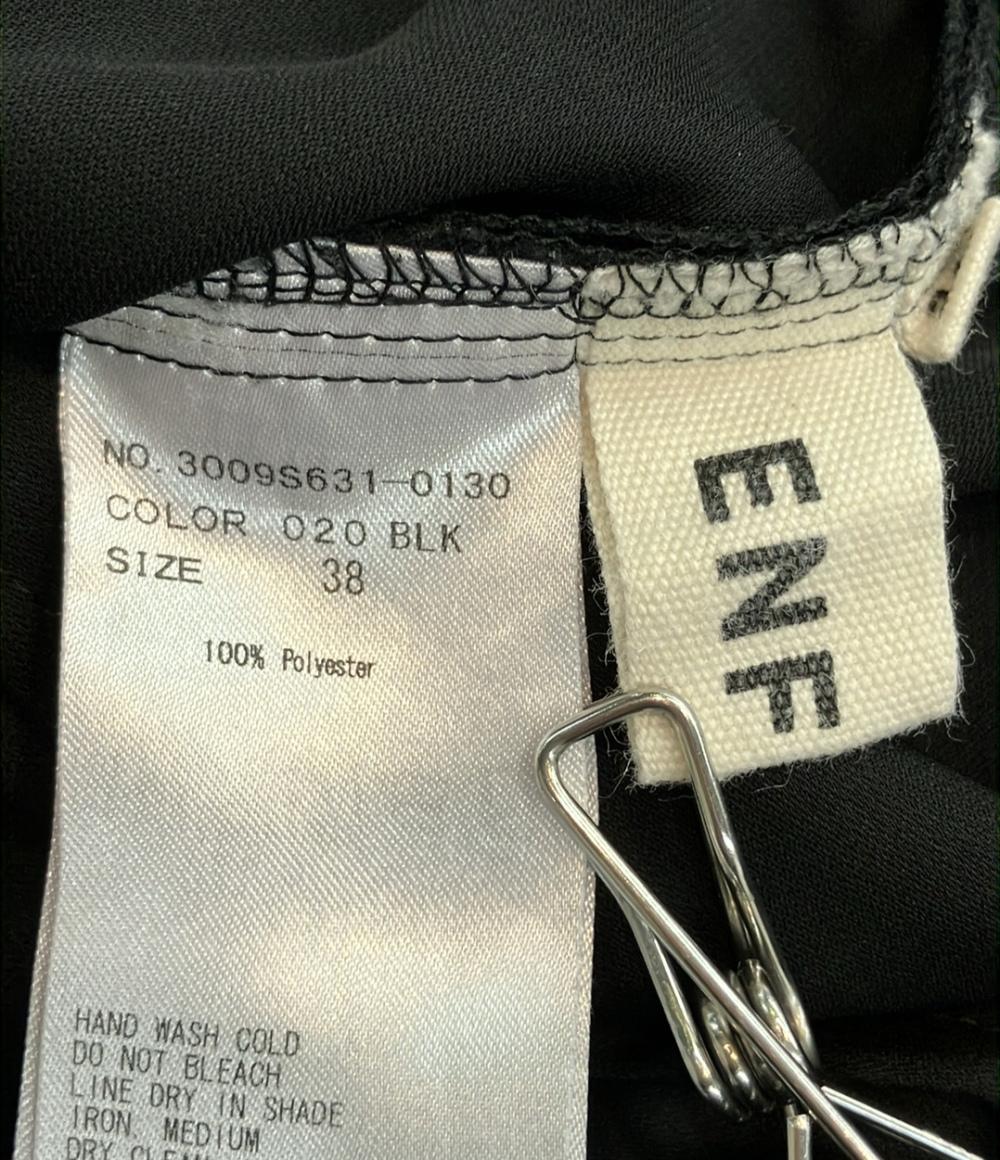 NO. 3009S631-0130
COLOR 020 BLK
SIZE 38
100% Polyester
HAND WASH COLD
DO NOT BLEACH
LINE DRY IN SHADE
IRON, MEDIUM
DRY
ENF